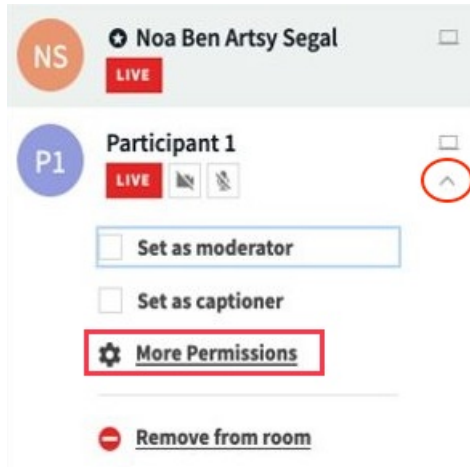 NS
Noa Ben Artsy Segal
LIVE
P1
Participant 1
LIVE
Set as moderator
Set as captioner
More Permissions
Remove from room